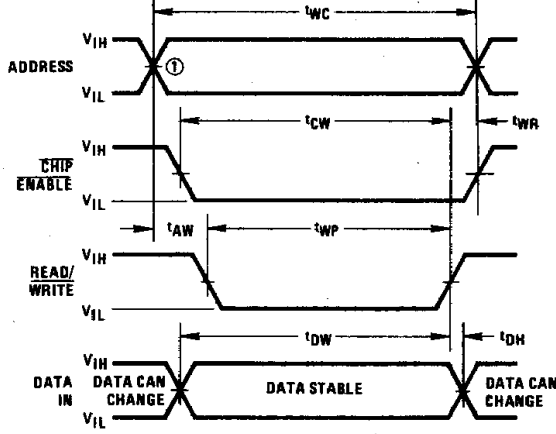 tWC
VIH
ADDRESS
①
VIL
tCW
tWR
VIH
CHIP
ENABLE
VIL
tAW
tWP
VIH
READ/
WRITE
VIL
tDW
tDH
VIH
DATA
IN
DATA CAN
CHANGE
DATA STABLE
DATA CAN
CHANGE
VIL